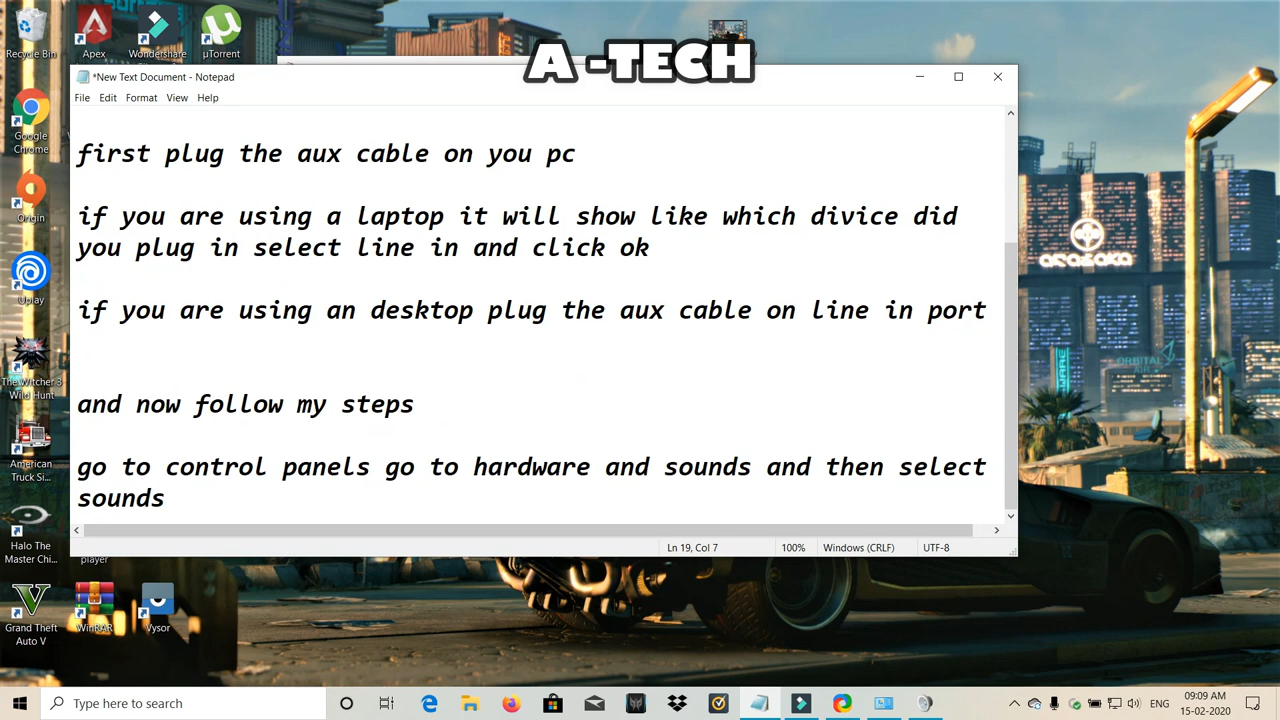 A -TECH
Recycle Bin
Apex
Wondershare
µTorrent
*New Text Document - Notepad
File Edit Format View Help
first plug the aux cable on you pc
if you are using a laptop it will show like which divice did
you plug in select line in and click ok
if you are using an desktop plug the aux cable on line in port
and now follow my steps
go to control panels go to hardware and sounds and then select
sounds
Ln 19, Col 7
100%
Windows (CRLF)
UTF-8
Google
Chrome
Origin
Uplay
The Witcher 3
Wild Hunt
American
Truck Si...
Halo The
Master Chi...
player
Grand Theft
Auto V
WinRAR
Vysor
arasaka
ORBITAL
AIR
Type here to search
ENG
09:09 AM
15-02-2020